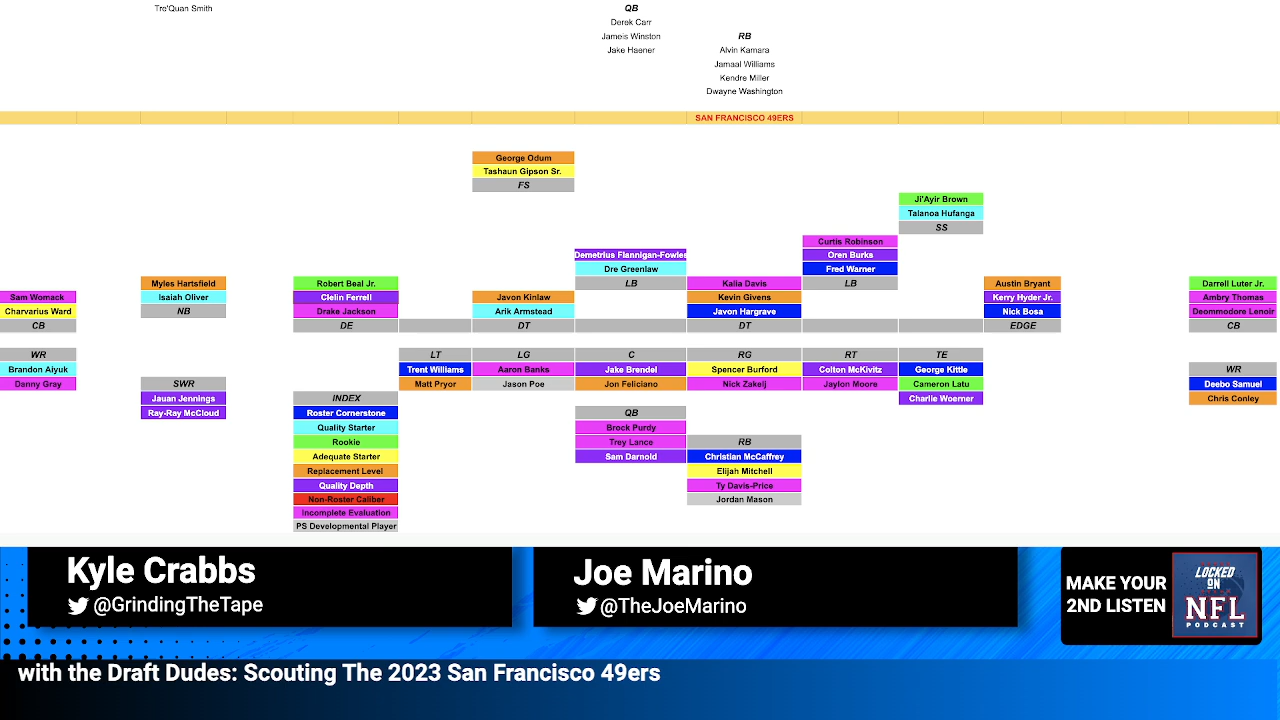 Tre'Quan Smith
QB
Derek Carr
Jameis Winston
Jake Haener
RB
Alvin Kamara
Jamaal Williams
Kendre Miller
Dwayne Washington
SAN FRANCISCO 49ERS
George Odum
Tashaun Gipson Sr.
FS
Ji'Ayir Brown
Talanoa Hufanga
SS
Demetrius Flannigan-Fowles
Dre Greenlaw
LB
Curtis Robinson
Oren Burks
Fred Warner
LB
Sam Womack
Charvarius Ward
CB
Myles Hartsfield
Isaiah Oliver
NB
Robert Beal Jr.
Clelin Ferrell
Drake Jackson
DE
Javon Kinlaw
Arik Armstead
DT
Kalia Davis
Kevin Givens
Javon Hargrave
DT
Austin Bryant
Kerry Hyder Jr.
Nick Bosa
EDGE
Darrell Luter Jr.
Ambry Thomas
Deommodore Lenoir
CB
WR
Brandon Aiyuk
Danny Gray
SWR
Jauan Jennings
Ray-Ray McCloud
LT
Trent Williams
Matt Pryor
LG
Aaron Banks
Jason Poe
C
Jake Brendel
Jon Feliciano
RG
Spencer Burford
Nick Zakelj
RT
Colton McKivitz
Jaylon Moore
TE
George Kittle
Cameron Latu
Charlie Woerner
WR
Deebo Samuel
Chris Conley
INDEX
Roster Cornerstone
Quality Starter
Rookie
Adequate Starter
Replacement Level
Quality Depth
Non-Roster Caliber
Incomplete Evaluation
PS Developmental Player
QB
Brock Purdy
Trey Lance
Sam Darnold
RB
Christian McCaffrey
Elijah Mitchell
Ty Davis-Price
Jordan Mason
Kyle Crabbs
@GrindingTheTape
Joe Marino
@TheJoeMarino
MAKE YOUR
2ND LISTEN
LOCKED
ON
NFL
PODCAST
with the Draft Dudes: Scouting The 2023 San Francisco 49ers